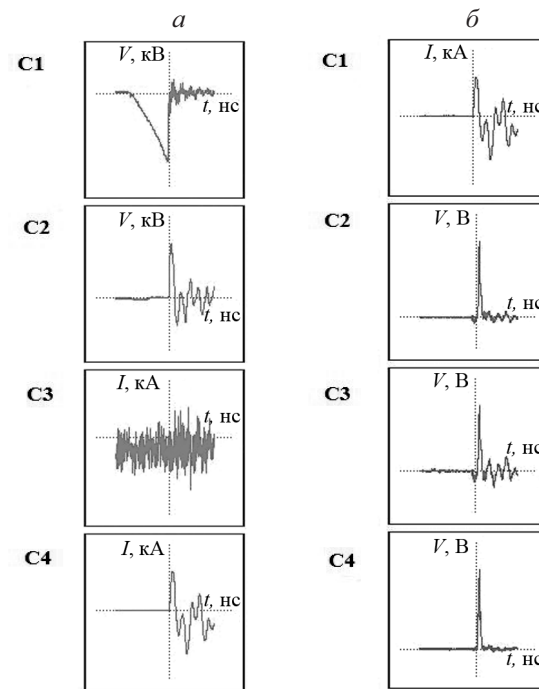 а
C1
V, кВ
t, нс
C2
V, кВ
t, нс
C3
I, кА
t, нс
C4
I, кА
t, нс
б
C1
I, кА
t, нс
C2
V, В
t, нс
C3
V, В
t, нс
C4
V, В
t, нс